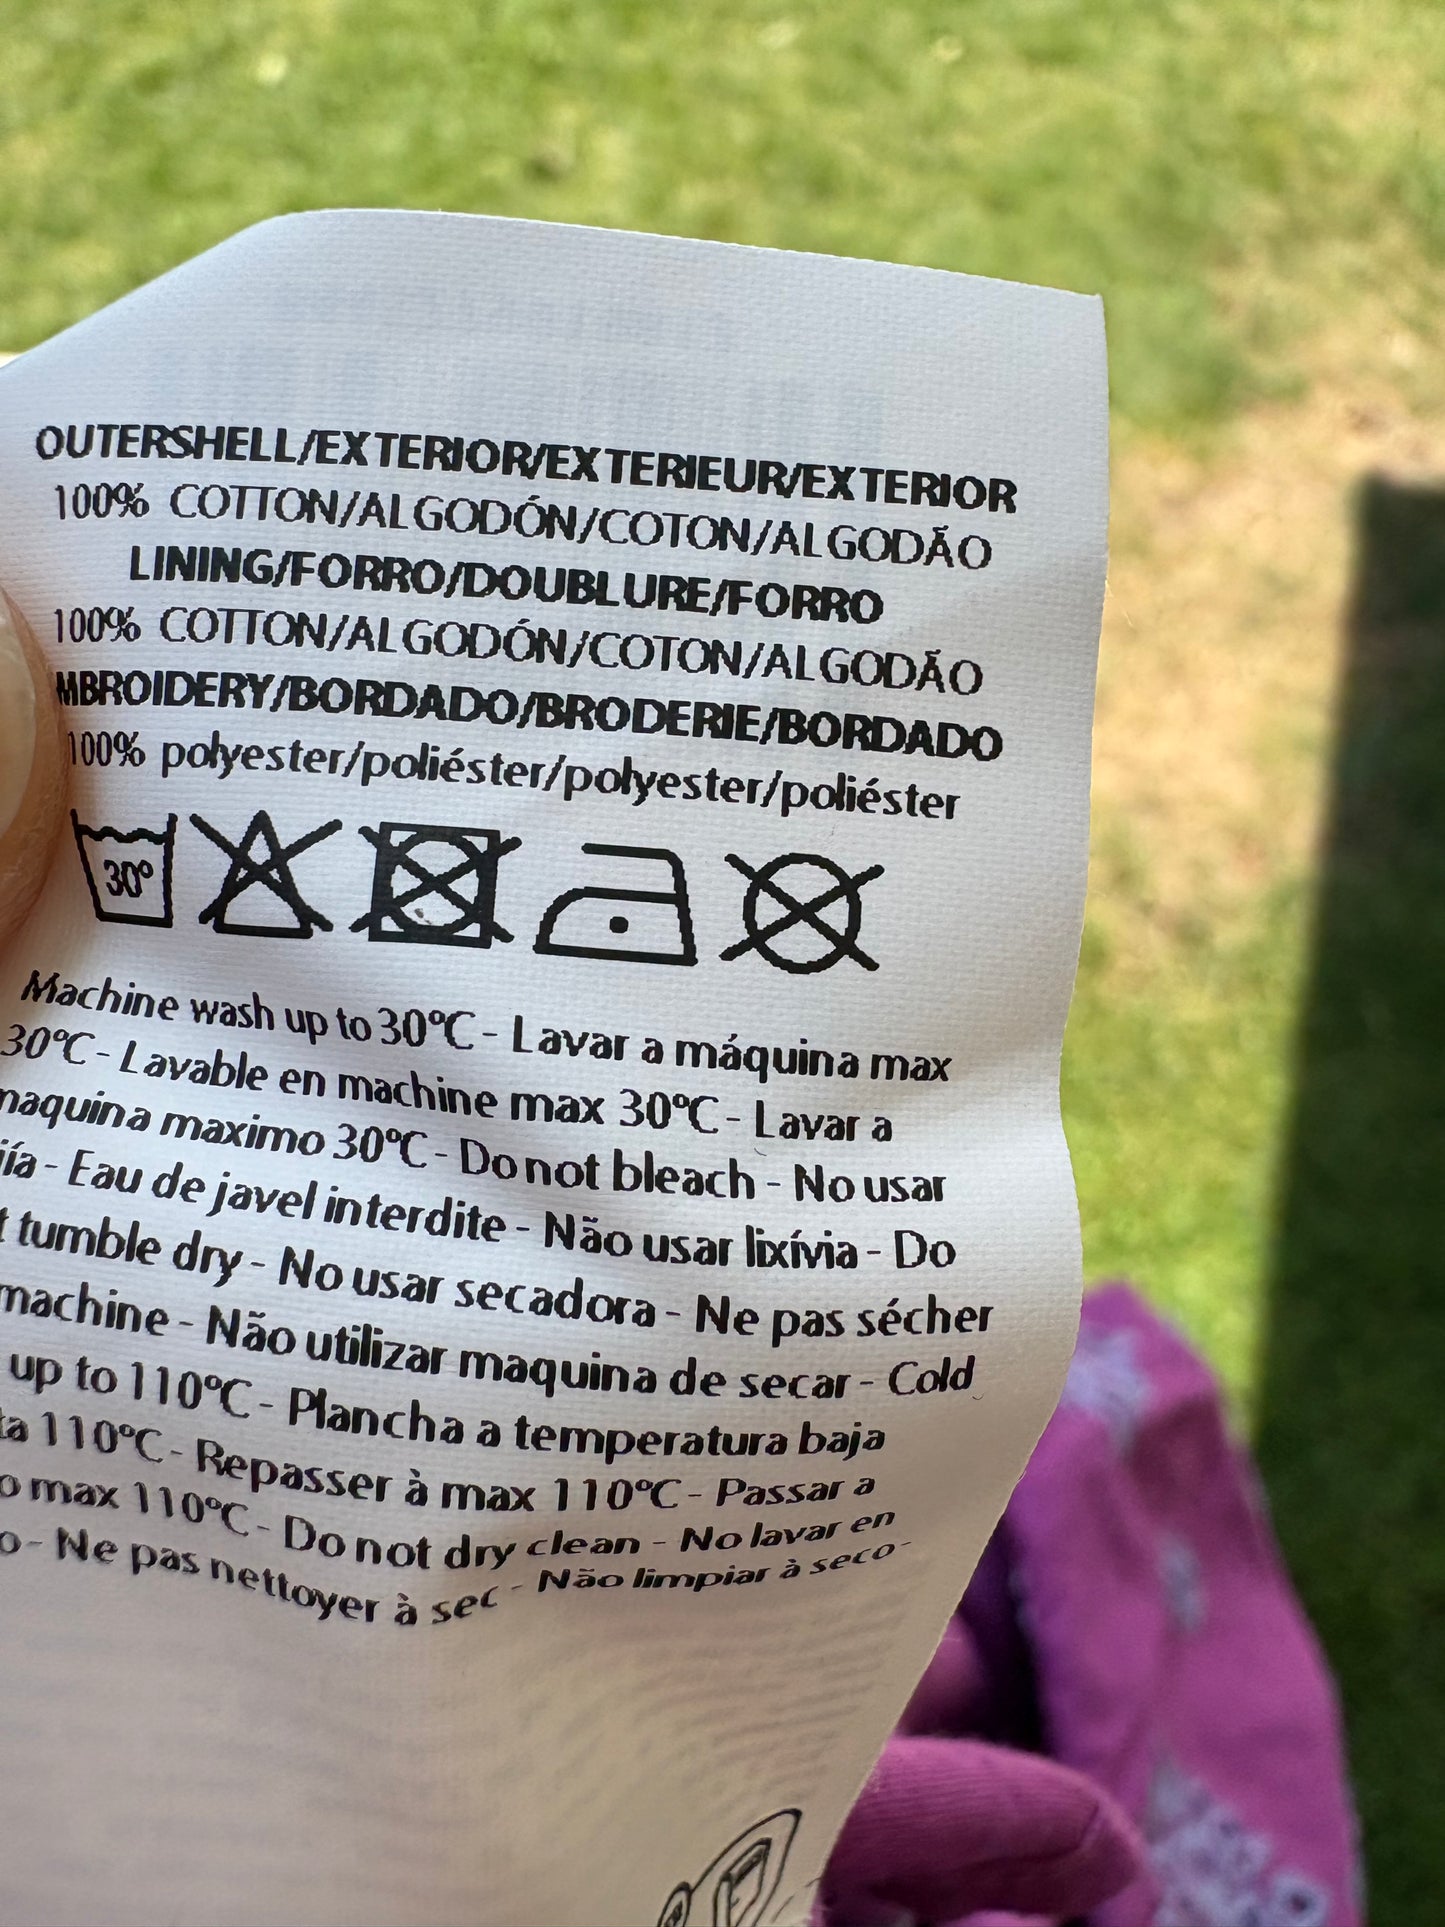 OUTERSHELL/EXTERIOR/EXTERIEUR/EXTERIOR
100% COTTON/ALGODÓN/COTON/ALGODÃO
LINING/FORRO/DOUBLURE/FORRO
100% COTTON/ALGODÓN/COTON/ALGODÃO
MBROIDERY/BORDADO/BRODERIE/BORDADO
100% polyester/poliéster/polyester/poliéster
30°
Machine wash up to 30°C - Lavar a máquina max
30°C - Lavable en machine max 30°C - Lavar a
maquina maximo 30°C - Do not bleach - No usar
jía - Eau de javel interdite - Não usar lixívia - Do
t tumble dry - No usar secadora - Ne pas sécher
machine - Não utilizar maquina de secar - Cold
up to 110°C - Plancha a temperatura baja
ta 110°C - Repasser à max 110°C - Passar a
o max 110°C - Do not dry clean - No lavar en
o - Ne pas nettoyer à sec - Não limpiar à seco -